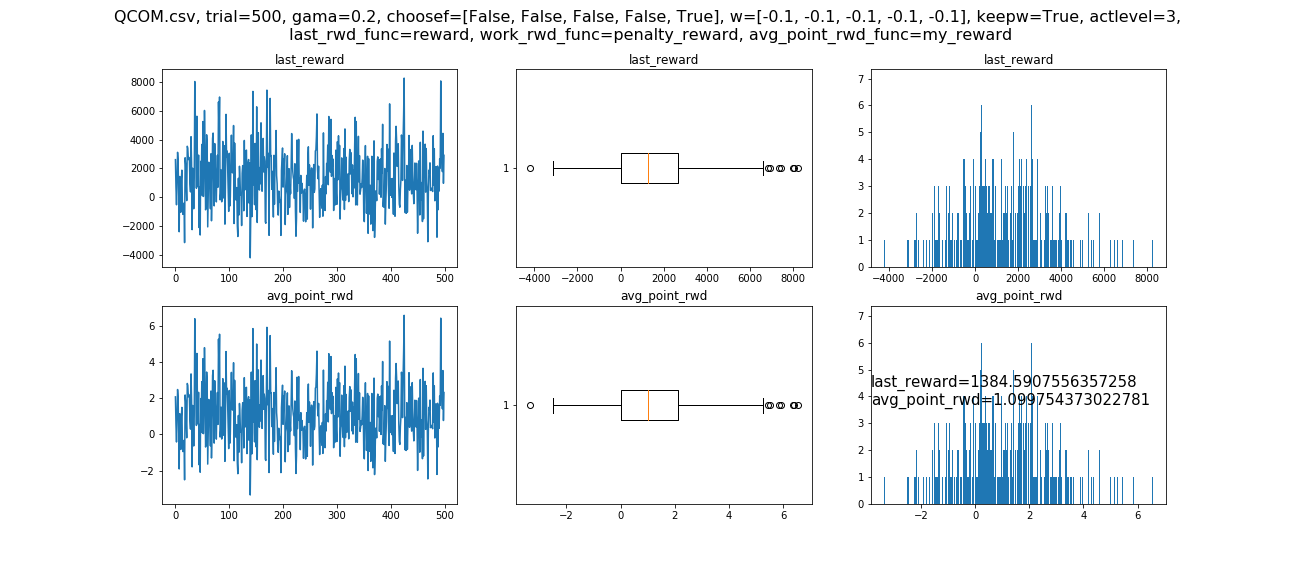 QCOM.csv, trial=500, gama=0.2, choosef=[False, False, False, False, True], w=[-0.1, -0.1, -0.1, -0.1, -0.1], keepw=True, actlevel=3,
last_rwd_func=reward, work_rwd_func=penalty_reward, avg_point_rwd_func=my_reward
last_reward
8000
6000
4000
2000
0
−2000
−4000
0 100 200 300 400 500
last_reward
1
−4000 −2000 0 2000 4000 6000 8000
last_reward
7
6
5
4
3
2
1
0
−4000 −2000 0 2000 4000 6000 8000
avg_point_rwd
6
4
2
0
−2
0 100 200 300 400 500
avg_point_rwd
1
−2 0 2 4 6
avg_point_rwd
7
6
5
last_reward=1384.5907556357258
4
avg_point_rwd=1.099754373022781
3
2
1
0
−2 0 2 4 6